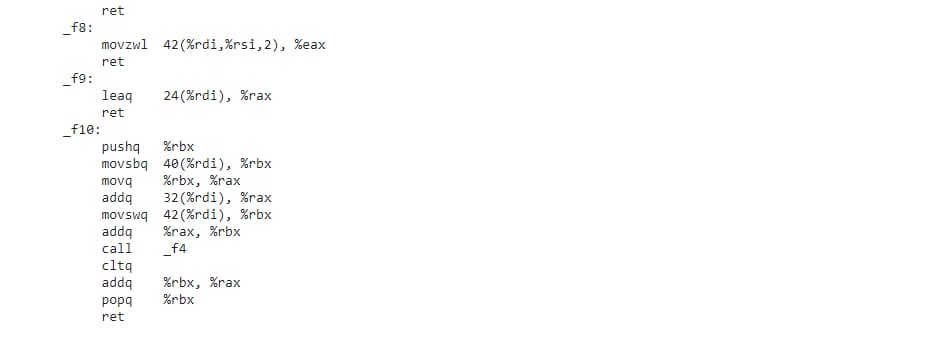 ret
_f8:
movzwl 42(%rdi,%rsi,2), %eax
ret
_f9:
leaq 24(%rdi), %rax
ret
_f10:
pushq %rbx
movsbq 40(%rdi), %rbx
movq %rbx, %rax
addq 32(%rdi), %rax
movswq 42(%rdi), %rbx
addq %rax, %rbx
call _f4
cltq
addq %rbx, %rax
popq %rbx
ret